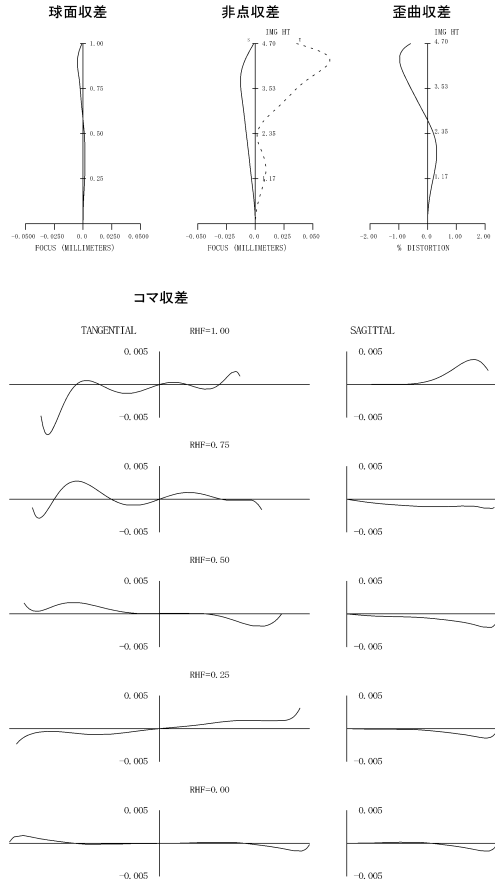 球面収差
非点収差
歪曲収差
1.00
0.75
0.50
0.25
-0.0500 -0.0250 0.0 0.0250 0.0500
FOCUS (MILLIMETERS)
S T IMG HT
4.70
3.53
2.35
1.17
-0.050 -0.025 0.0 0.025 0.050
FOCUS (MILLIMETERS)
IMG HT
4.70
3.53
2.35
1.17
-2.00 -1.00 0.0 1.00 2.00
% DISTORTION
コマ収差
TANGENTIAL RHF=1.00 SAGITTAL
0.005 0.005
-0.005 -0.005
RHF=0.75
0.005 0.005
-0.005 -0.005
RHF=0.50
0.005 0.005
-0.005 -0.005
RHF=0.25
0.005 0.005
-0.005 -0.005
RHF=0.00
0.005 0.005
-0.005 -0.005